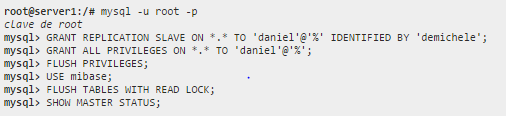 root@server1:/# mysql -u root -p
clave de root
mysql> GRANT REPLICATION SLAVE ON *.* TO 'daniel'@'%' IDENTIFIED BY 'demichele';
mysql> GRANT ALL PRIVILEGES ON *.* TO 'daniel'@'%';
mysql> FLUSH PRIVILEGES;
mysql> USE mibase;
mysql> FLUSH TABLES WITH READ LOCK;
mysql> SHOW MASTER STATUS;